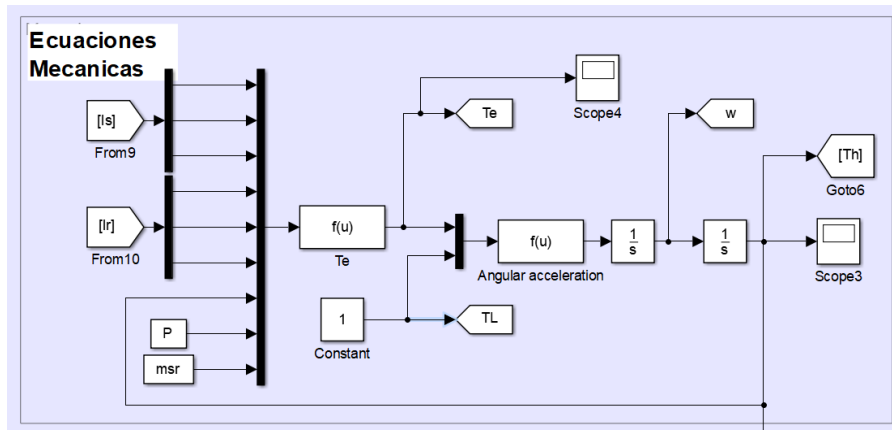 Ecuaciones
Mecanicas
[Is]
From9
[Ir]
From10
P
msr
f(u)
Te
1
Constant
Te
Scope4
TL
f(u)
Angular acceleration
1
s
1
s
w
[Th]
Goto6
Scope3